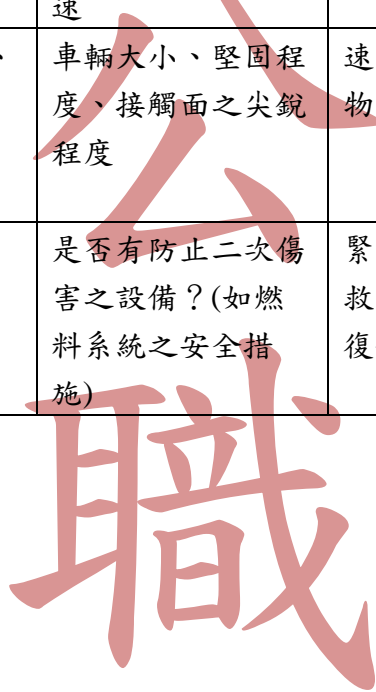 速
、
車輛大小、堅固程
度、接觸面之尖銳
程度
速
物
是否有防止二次傷
害之設備？(如燃
料系統之安全措
施)
緊
救
復
公
職